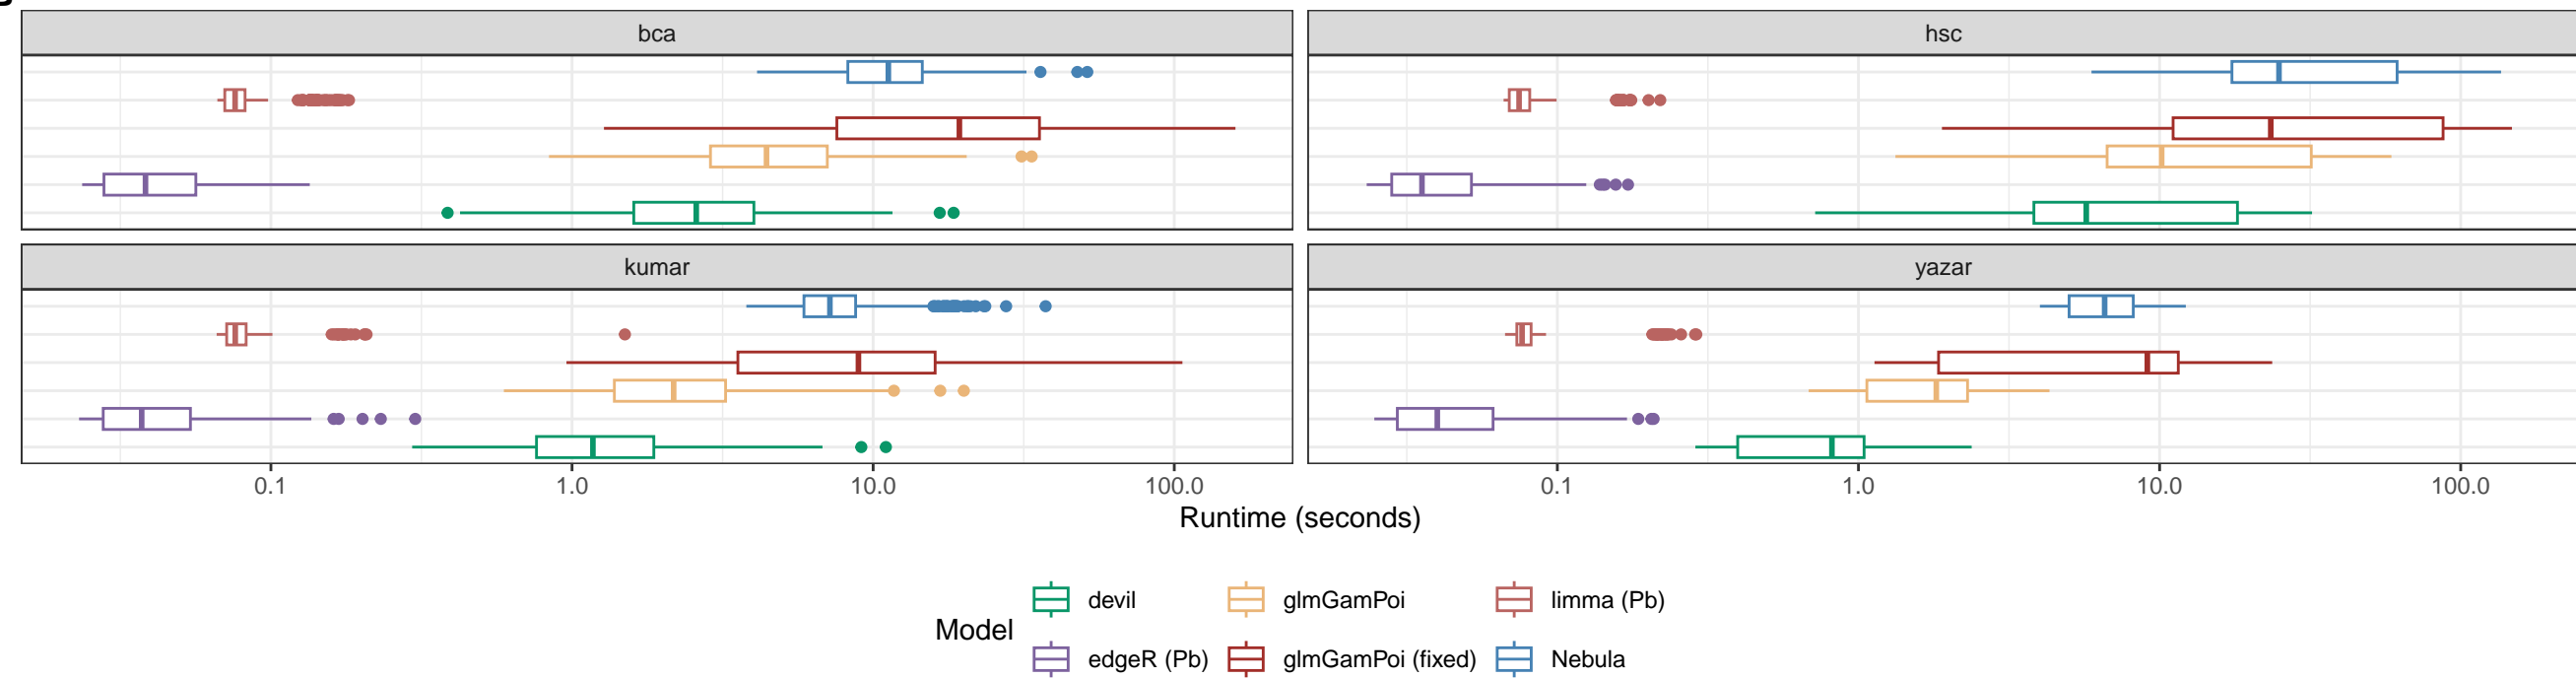 bca
hsc
kumar
yazar
0.1 1.0 10.0 100.0 0.1 1.0 10.0 100.0
Runtime (seconds)
Model
devil glmGamPoi limma (Pb)
edgeR (Pb) glmGamPoi (fixed) Nebula